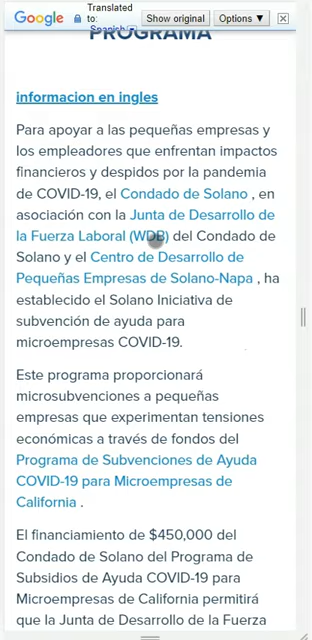 Google
Translated
to:
Spanish
Show original
Options ▼
PROGRAMA
informacion en ingles
Para apoyar a las pequeñas empresas y
los empleadores que enfrentan impactos
financieros y despidos por la pandemia
de COVID-19, el Condado de Solano , en
asociación con la Junta de Desarrollo de
la Fuerza Laboral (WDB) del Condado de
Solano y el Centro de Desarrollo de
Pequeñas Empresas de Solano-Napa , ha
establecido el Solano Iniciativa de
subvención de ayuda para
microempresas COVID-19.
Este programa proporcionará
microsubvenciones a pequeñas
empresas que experimentan tensiones
económicas a través de fondos del
Programa de Subvenciones de Ayuda
COVID-19 para Microempresas de
California .
El financiamiento de $450,000 del
Condado de Solano del Programa de
Subsidios de Ayuda COVID-19 para
Microempresas de California permitirá
que la Junta de Desarrollo de la Fuerza